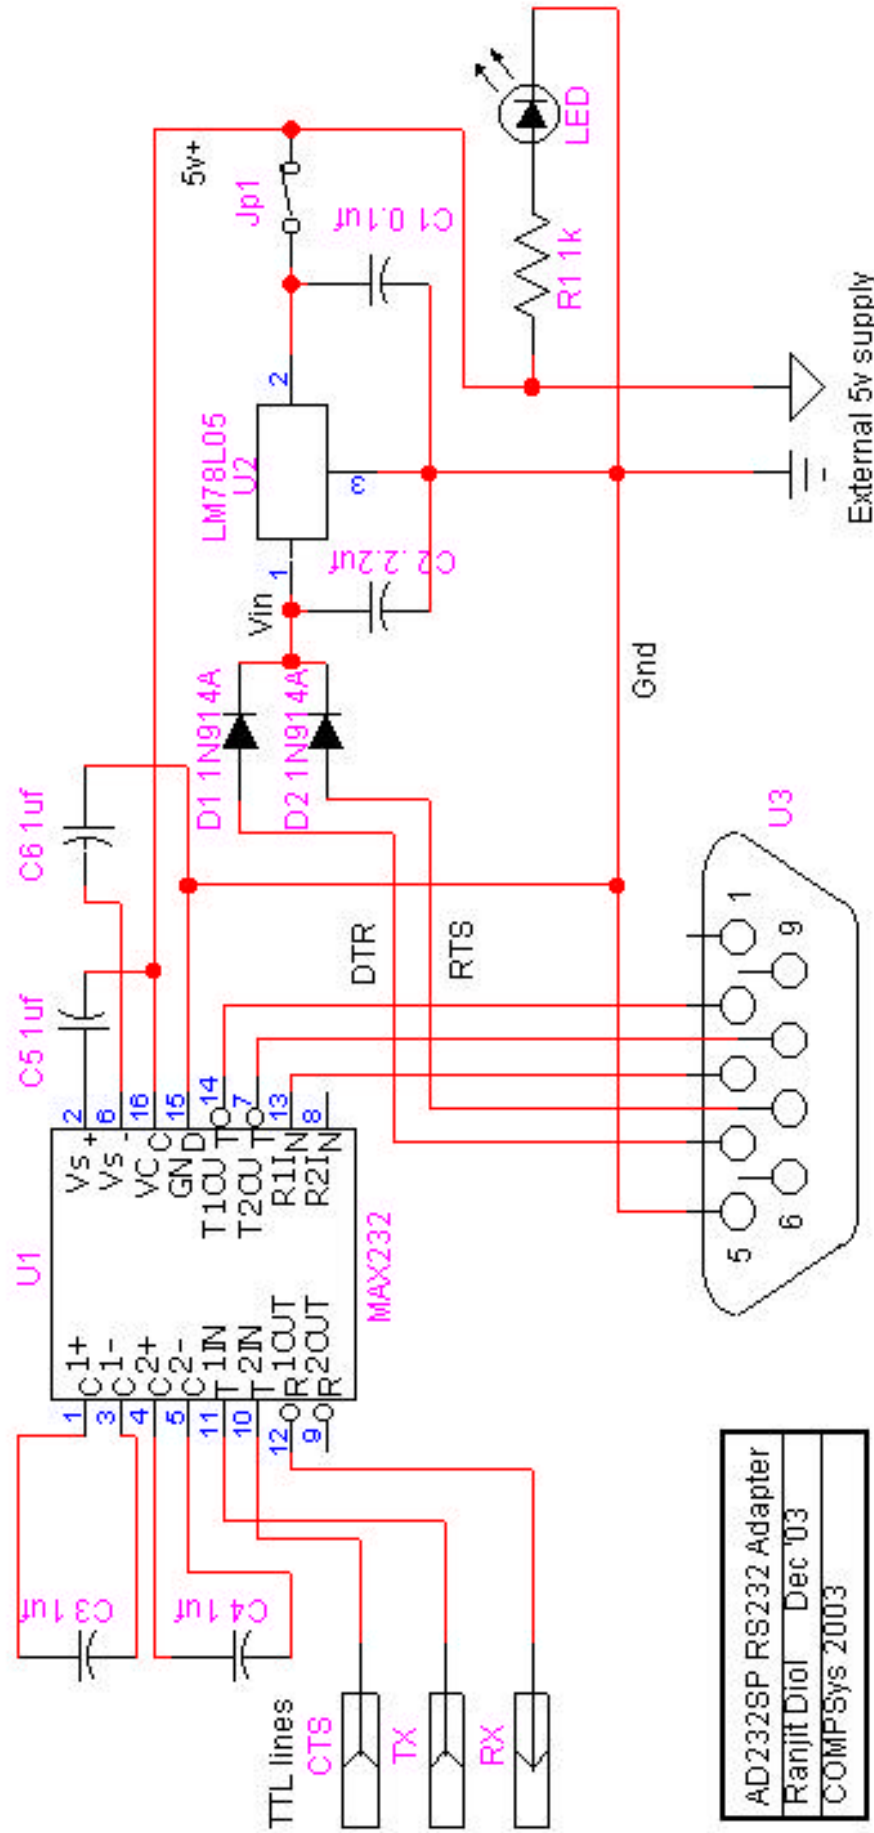 C3 1uf
C4 1uf
TTL lines
CTS
TX
RX
U1
MAX232
1
C1+
3
C1-
4
C2+
5
C2-
11
T1IN
10
T2IN
12
R1OUT
9
R2OUT
2
Vs+
6
Vs-
16
VCC
15
GND
14
T1OUT
7
T2OUT
13
R1IN
8
R2IN
C5 1uf
C6 1uf
DTR
RTS
D1 1N914A
D2 1N914A
Vin
1
LM78L05
U2
2
3
C2 .2.2uf
C1 0.1uf
Jp1
5v+
LED
R1 1k
Gnd
External 5v supply
U3
5
1
6
9
AD232SP RS232 Adapter
Ranjit Diol Dec '03
COMPSys 2003